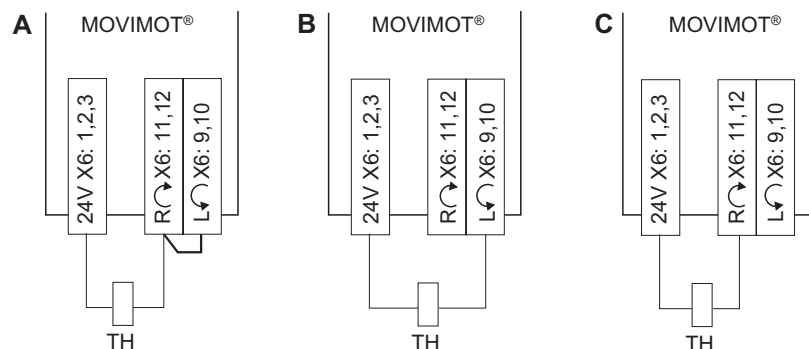 A MOVIMOT®
24V X6: 1,2,3
R X6: 11,12
L X6: 9,10
TH
B MOVIMOT®
24V X6: 1,2,3
R X6: 11,12
L X6: 9,10
TH
C MOVIMOT®
24V X6: 1,2,3
R X6: 11,12
L X6: 9,10
TH